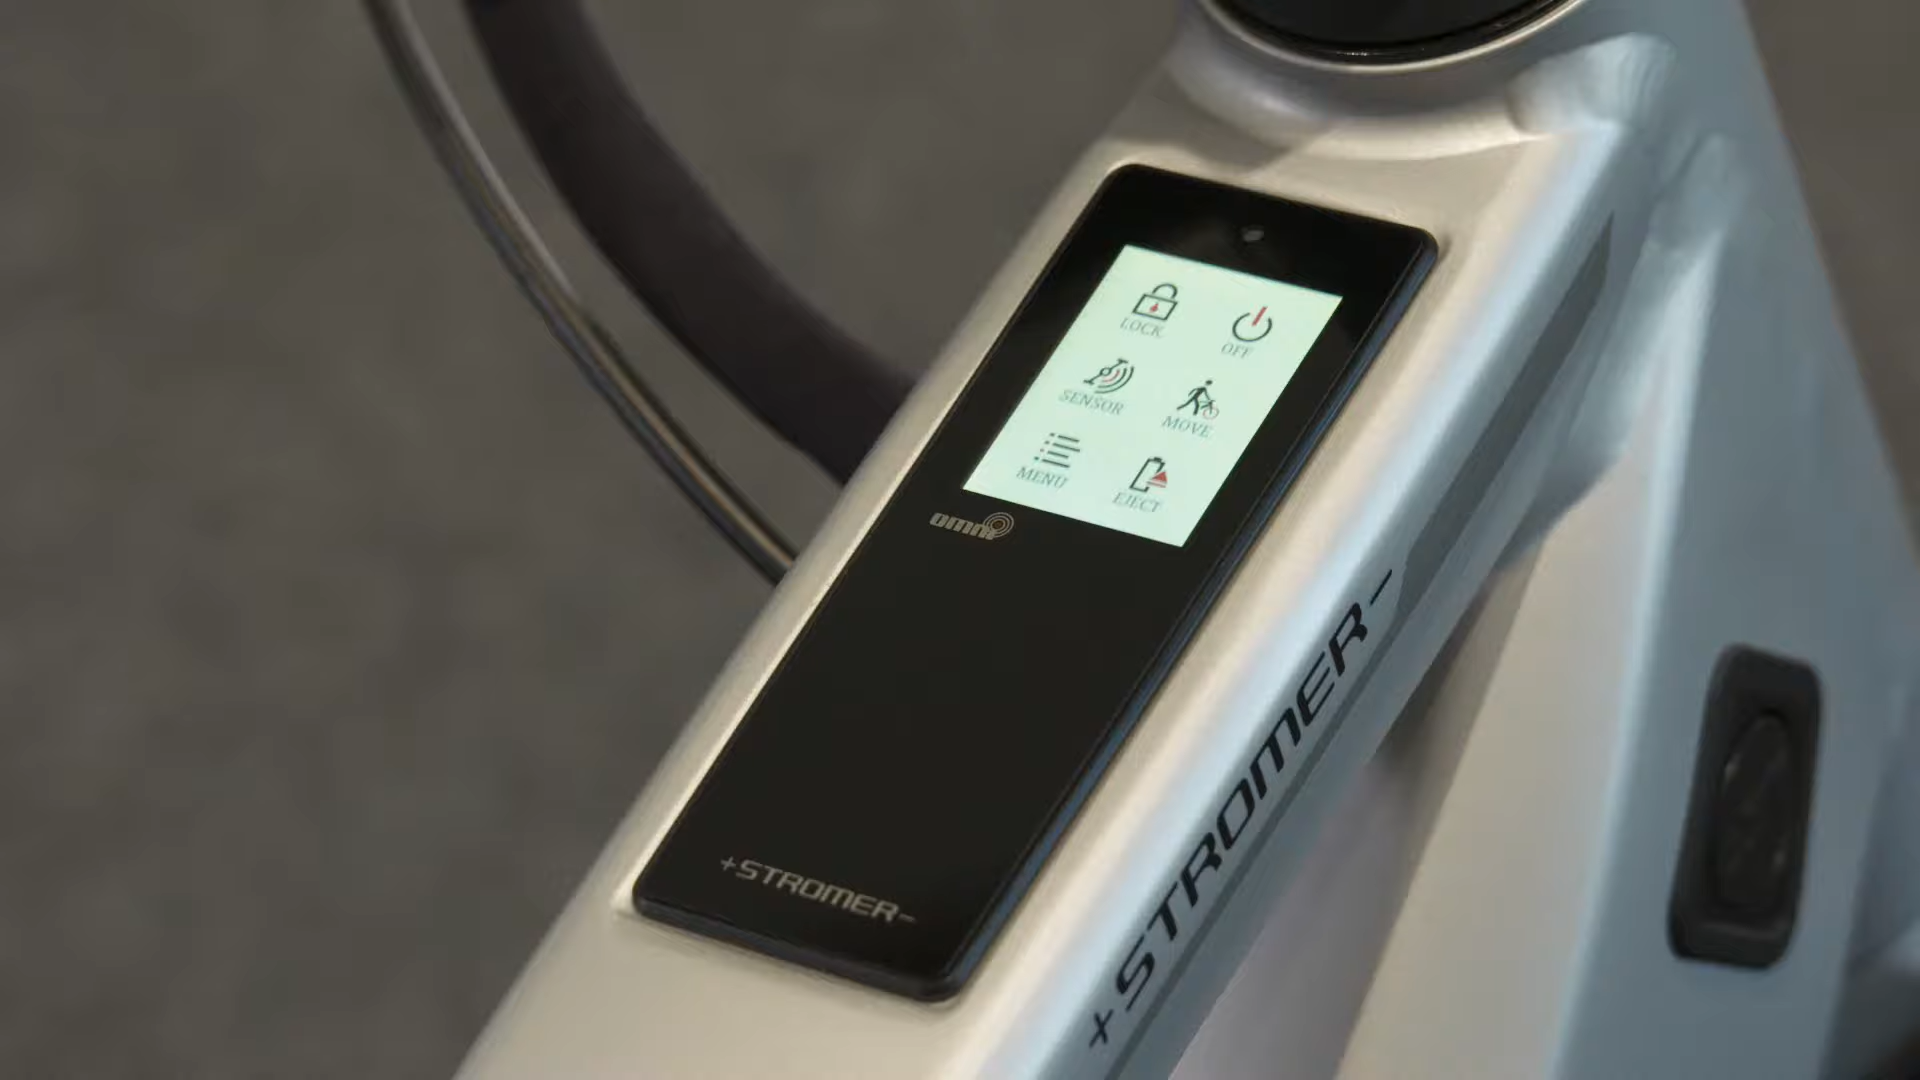 LOCK
OFF
SENSOR
MOVE
MENU
EJECT
omni
+STROMER-
+STROMER-